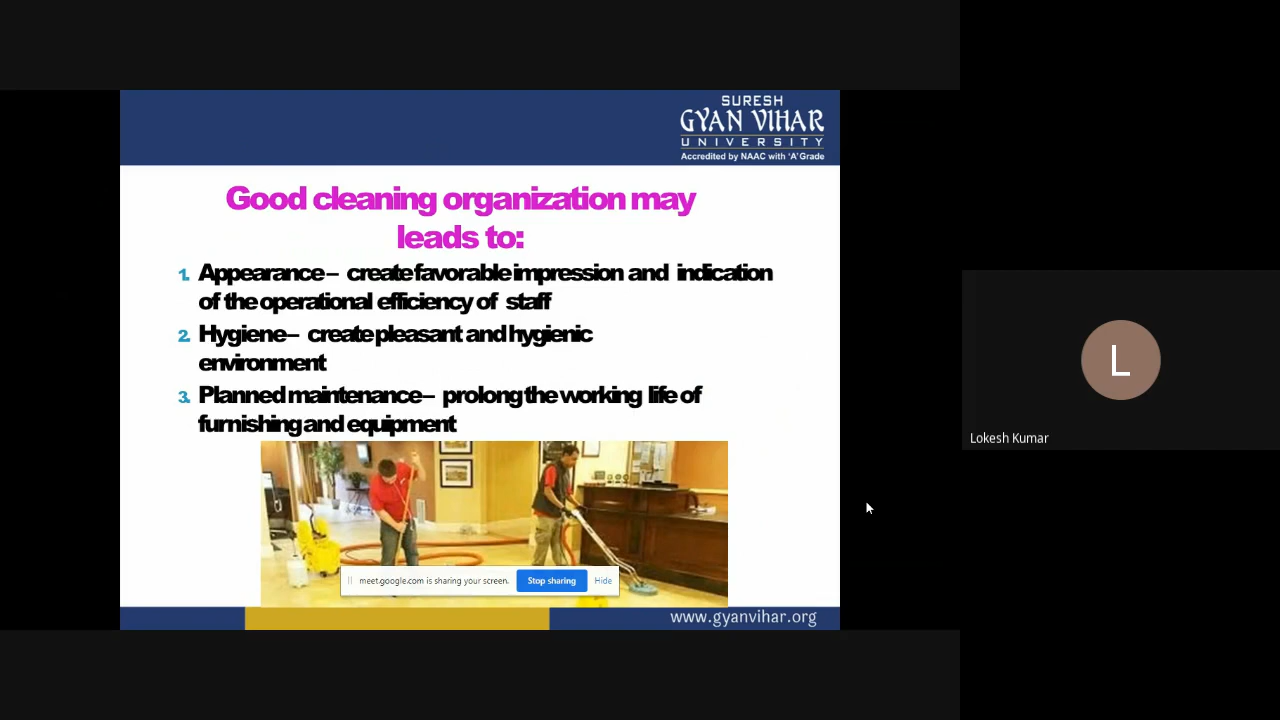 SURESH
GYAN VIHAR
UNIVERSITY
Accredited by NAAC with 'A' Grade
Good cleaning organization may
leads to:
1. Appearance – create favorable impression and indication
of the operational efficiency of staff
2. Hygiene – create pleasant and hygienic
environment
3. Planned maintenance – prolong the working life of
furnishing and equipment
meet.google.com is sharing your screen. Stop sharing Hide
www.gyanvihar.org
L
Lokesh Kumar